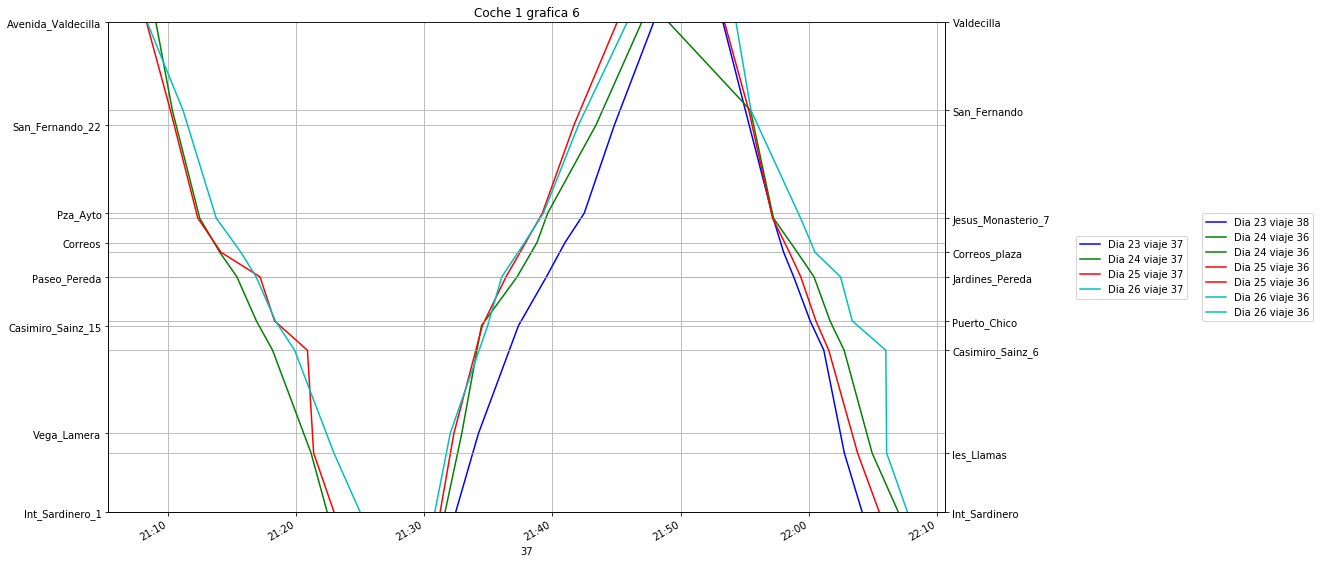 Coche 1 grafica 6
Avenida_Valdecilla
San_Fernando_22
Pza_Ayto
Correos
Paseo_Pereda
Casimiro_Sainz_15
Vega_Lamera
Int_Sardinero_1
Valdecilla
San_Fernando
Jesus_Monasterio_7
Correos_plaza
Jardines_Pereda
Puerto_Chico
Casimiro_Sainz_6
Ies_Llamas
Int_Sardinero
21:10
21:20
21:30
21:40
21:50
22:00
22:10
37
Dia 23 viaje 37
Dia 24 viaje 37
Dia 25 viaje 37
Dia 26 viaje 37
Dia 23 viaje 38
Dia 24 viaje 36
Dia 24 viaje 36
Dia 25 viaje 36
Dia 25 viaje 36
Dia 26 viaje 36
Dia 26 viaje 36